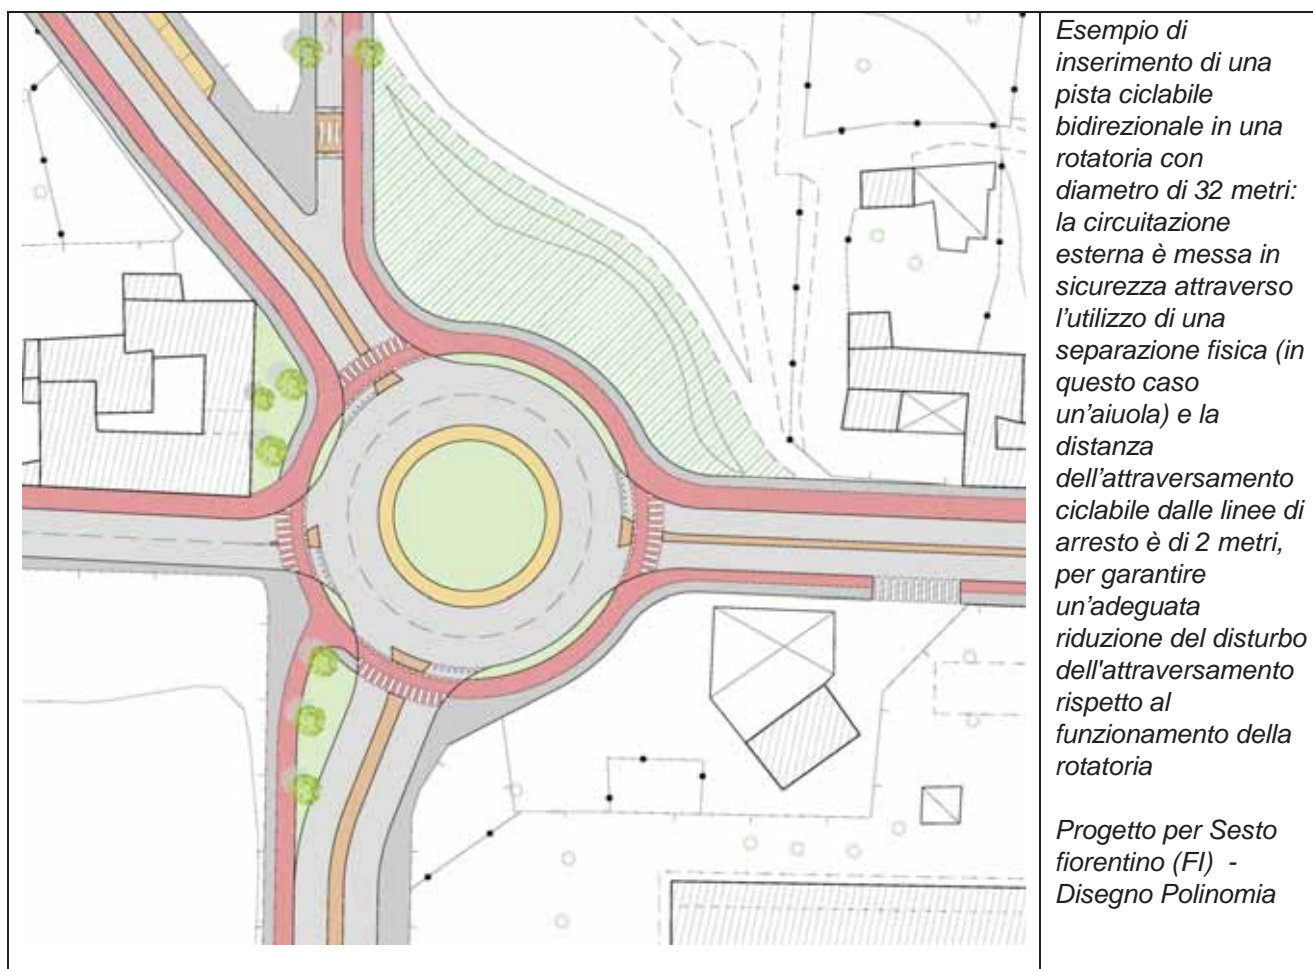 Esempio di
inserimento di una
pista ciclabile
bidirezionale in una
rotatoria con
diametro di 32 metri:
la circuitazione
esterna è messa in
sicurezza attraverso
l’utilizzo di una
separazione fisica (in
questo caso
un’aiuola) e la
distanza
dell’attraversamento
ciclabile dalle linee di
arresto è di 2 metri,
per garantire
un’adeguata
riduzione del disturbo
dell'attraversamento
rispetto al
funzionamento della
rotatoria
Progetto per Sesto
fiorentino (FI) -
Disegno Polinomia